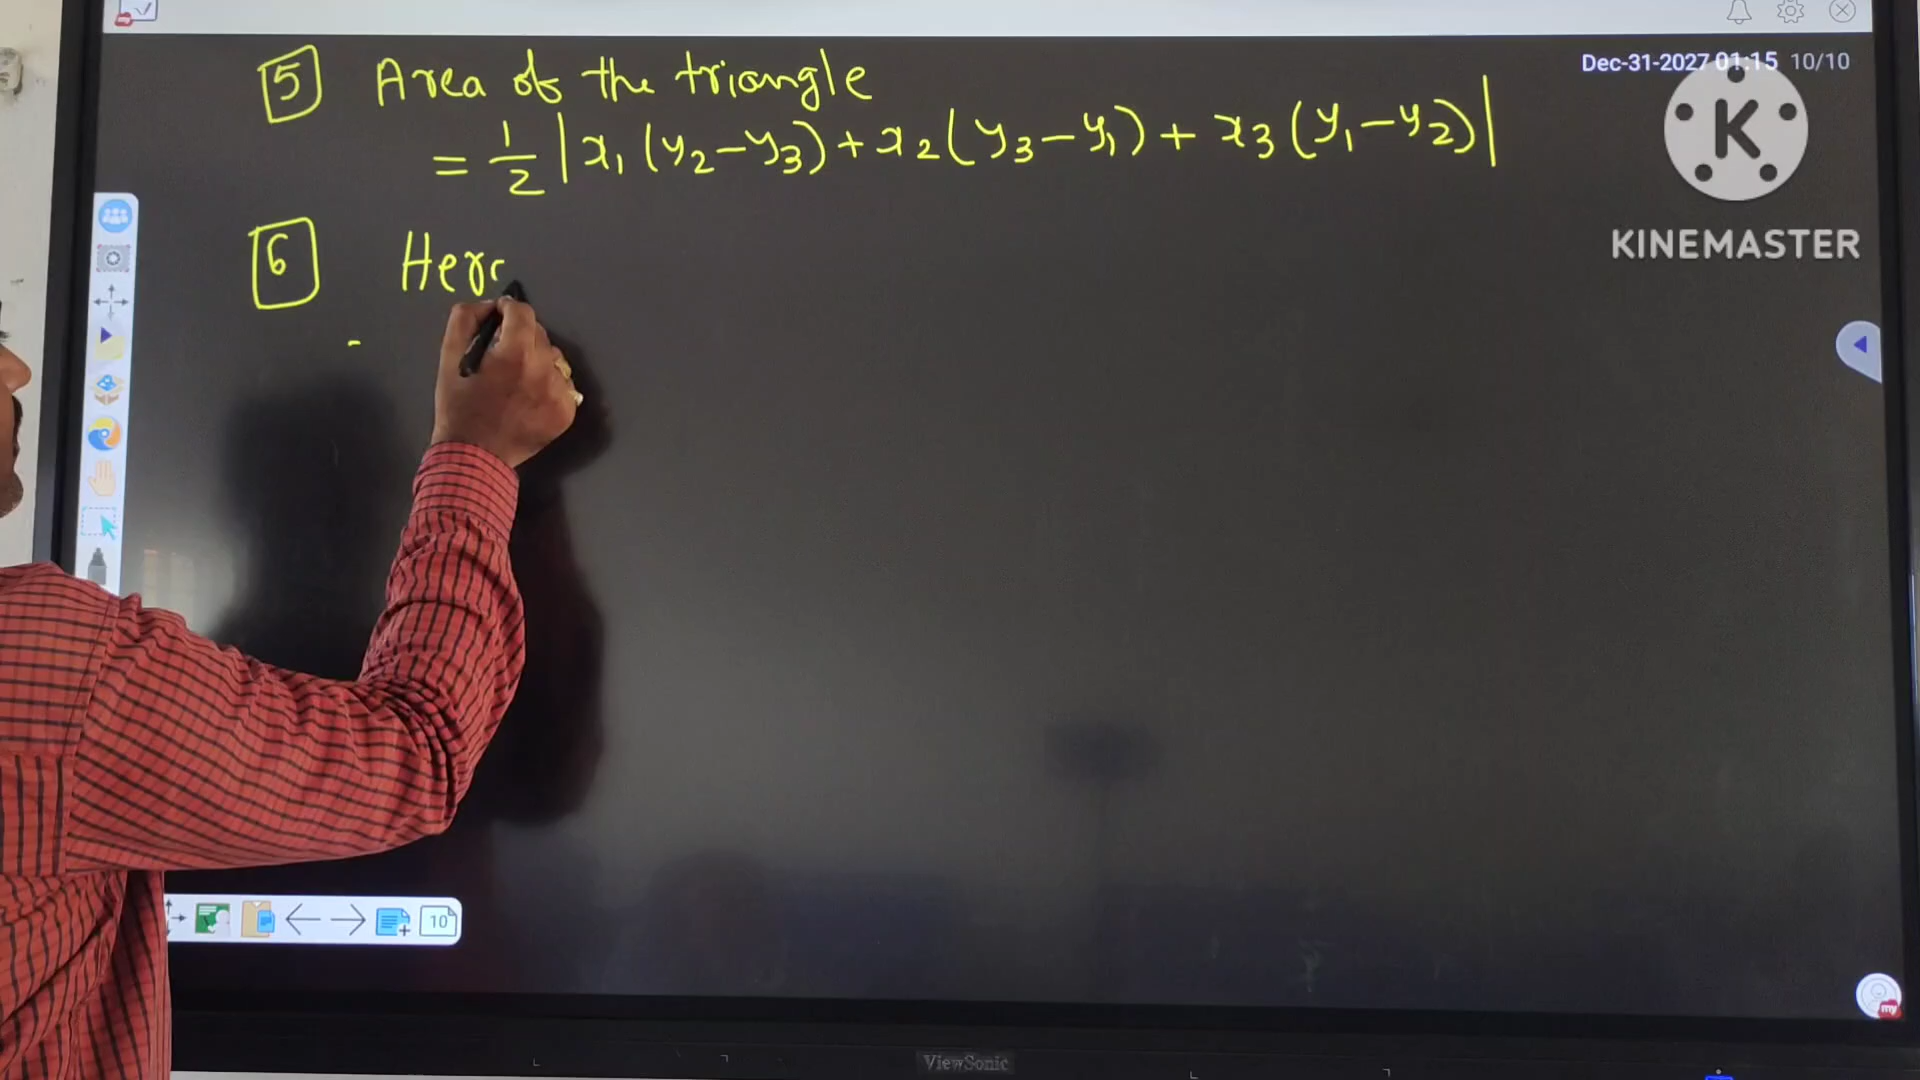 Dec-31-2027 01:15 10/10
5 Area of the triangle
= 1/2 | x₁ (y₂-y₃) + x₂ (y₃-y₁) + x₃ (y₁-y₂) |
K
KINEMASTER
6 Hero
10
ViewSonic